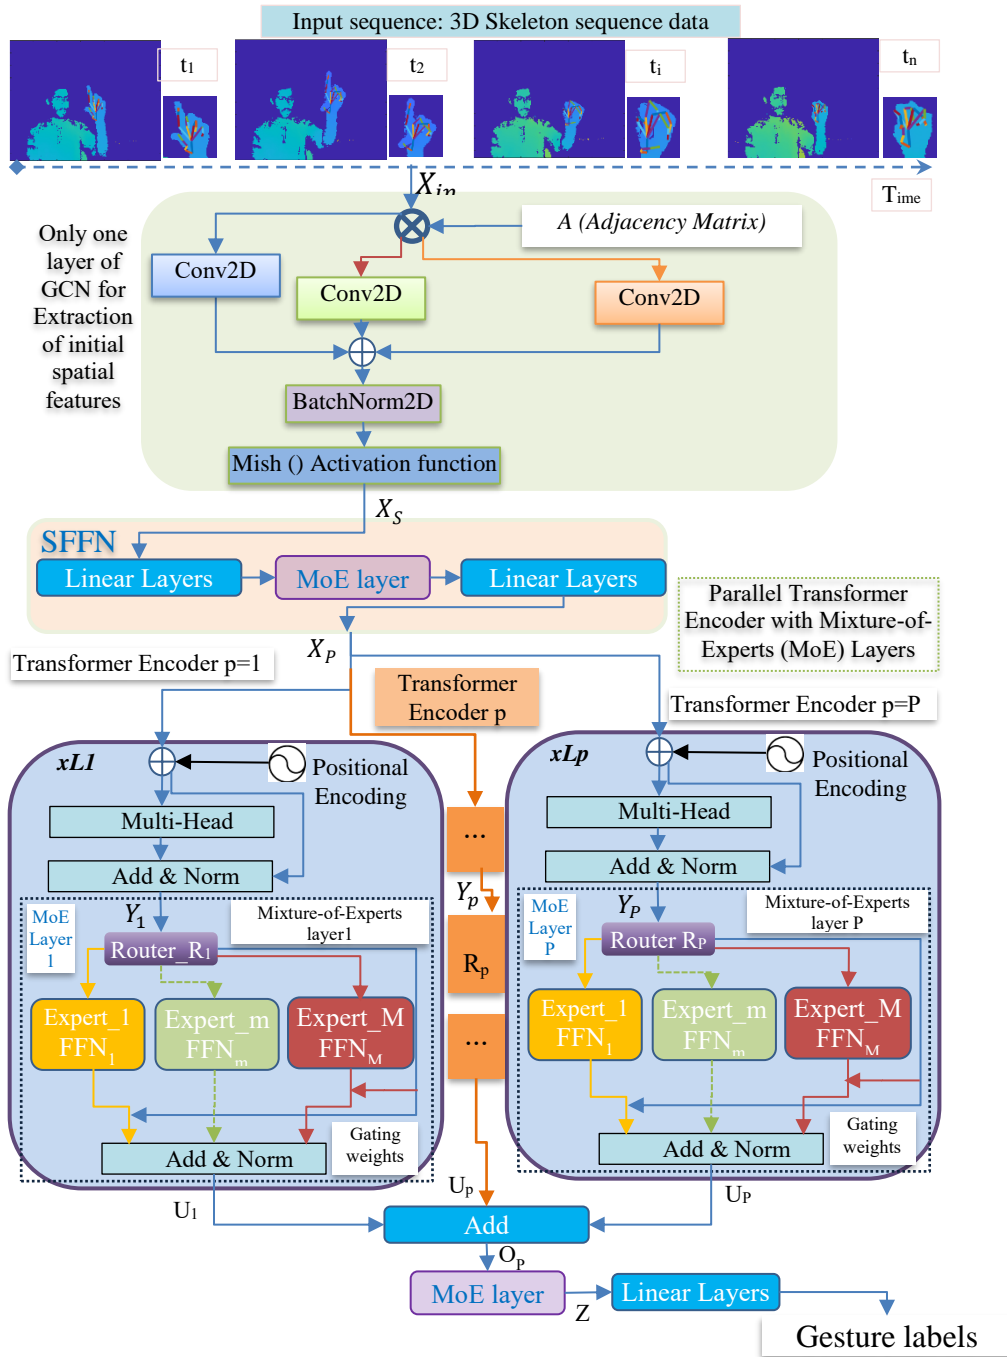 Input sequence: 3D Skeleton sequence data
t1
t2
ti
tn
Time
Xin
A (Adjacency Matrix)
Only one
layer of
GCN for
Extraction
of initial
spatial
features
Conv2D
Conv2D
Conv2D
BatchNorm2D
Mish () Activation function
XS
SFFN
Linear Layers
MoE layer
Linear Layers
Parallel Transformer
Encoder with Mixture-of-
Experts (MoE) Layers
XP
Transformer Encoder p=1
Transformer
Encoder p
Transformer Encoder p=P
xL1
Positional
Encoding
Multi-Head
Add & Norm
Y1
MoE
Layer
1
Mixture-of-Experts
layer1
Router_R1
Expert_1
FFN1
Expert_m
FFNm
Expert_M
FFNM
Gating
weights
Add & Norm
U1
...
Yp
Rp
...
Up
xLp
Positional
Encoding
Multi-Head
Add & Norm
YP
MoE
Layer
P
Mixture-of-Experts
layer P
Router RP
Expert_1
FFN1
Expert_m
FFNm
Expert_M
FFNM
Gating
weights
Add & Norm
UP
Add
OP
MoE layer
Z
Linear Layers
Gesture labels